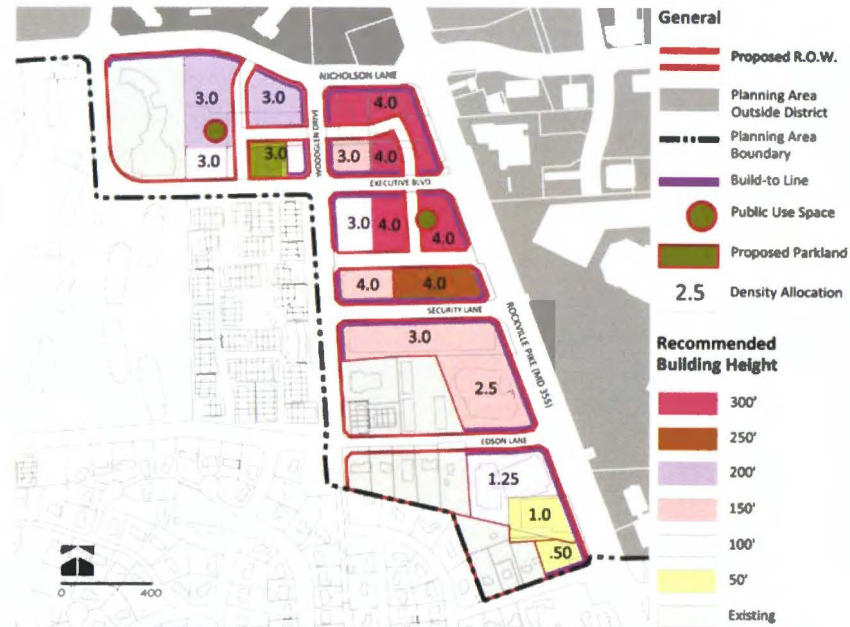 NICHOLSON LANE
3.0
3.0
4.0
WOODGLEN DRIVE
3.0
3.0
3.0
4.0
EXECUTIVE BLVD
3.0
4.0
4.0
4.0
4.0
SECURITY LANE
ROCKVILLE PIKE (MD 355)
3.0
2.5
EDSON LANE
1.25
1.0
.50
0
400
General
Proposed R.O.W.
Planning Area
Outside District
Planning Area
Boundary
Build-to Line
Public Use Space
Proposed Parkland
2.5 Density Allocation
Recommended
Building Height
300'
250'
200'
150'
100'
50'
Existing